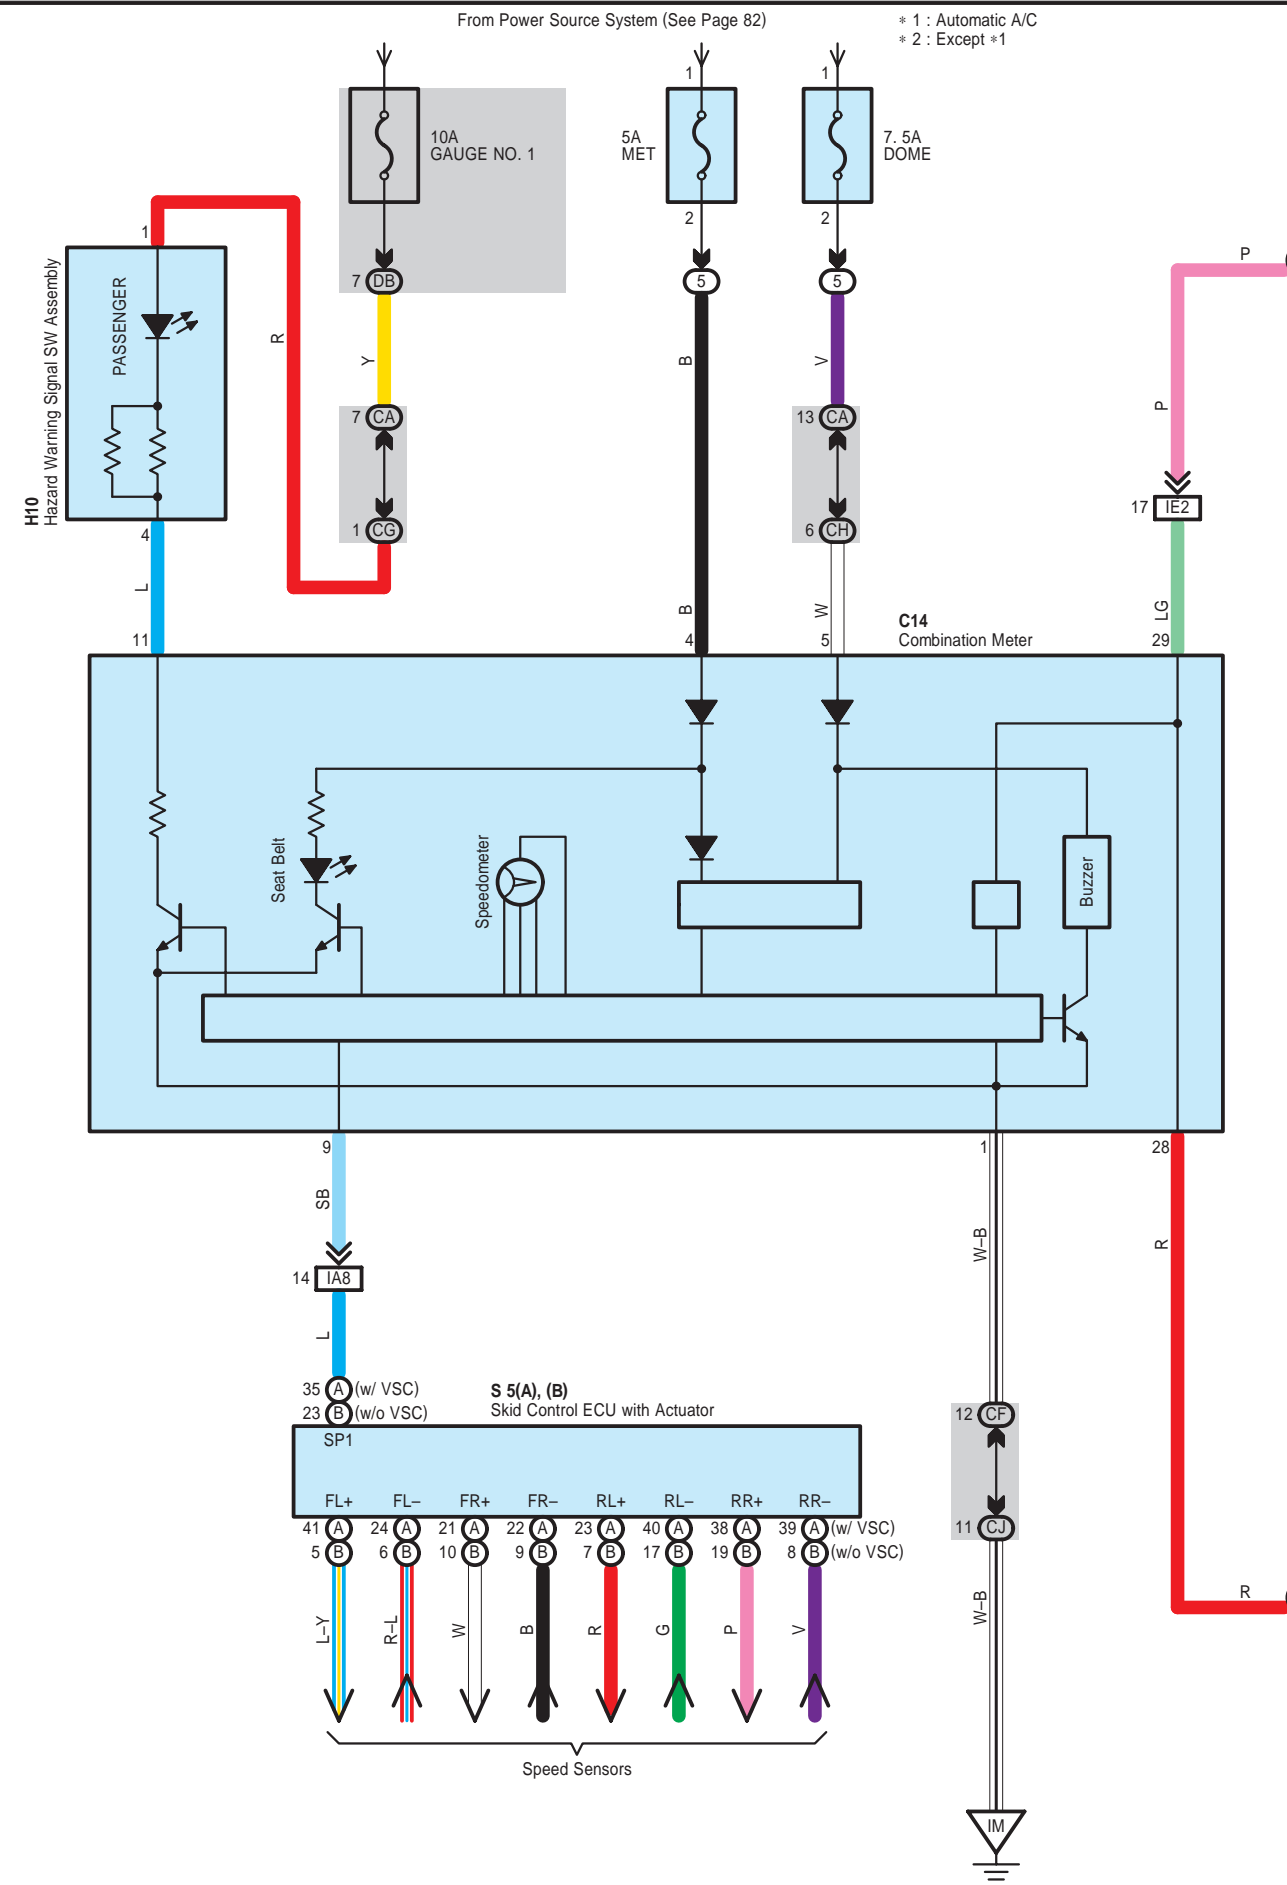 From Power Source System (See Page 82)
∗ 1 : Automatic A/C
∗ 2 : Except ∗1
1
1
10A
GAUGE NO. 1
5A
MET
7. 5A
DOME
2
2
1
H10
Hazard Warning Signal SW Assembly
PASSENGER
R
7 DB
5
5
P
Y
B
V
P
7 CA
13 CA
17 IE2
1 CG
6 CH
4
L
B
W
LG
C14
Combination Meter
11
4
5
29
Seat Belt
Speedometer
Buzzer
9
1
28
SB
W–B
R
14 IA8
L
35 A (w/ VSC)
23 B (w/o VSC)
S 5(A), (B)
Skid Control ECU with Actuator
12 CF
SP1
FL+ FL– FR+ FR– RL+ RL– RR+ RR–
41 A 24 A 21 A 22 A 23 A 40 A 38 A 39 A (w/ VSC)
11 CJ
5 B 6 B 10 B 9 B 7 B 17 B 19 B 8 B (w/o VSC)
L–Y R–L W B R G P V
W–B
R
Speed Sensors
IM